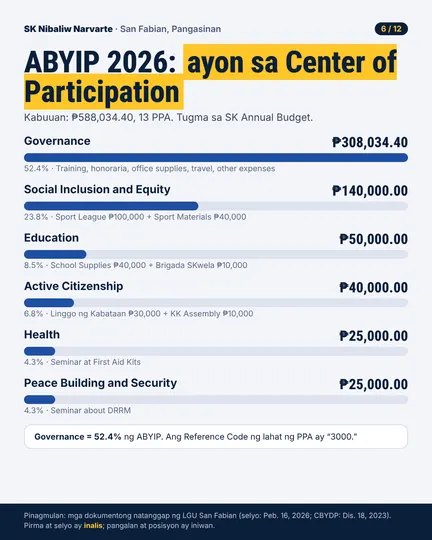 SK Nibaliw Narvarte · San Fabian, Pangasinan
6 / 12
ABYIP 2026: ayon sa Center of
Participation
Kabuuan: ₱588,034.40, 13 PPA. Tugma sa SK Annual Budget.
Governance ₱308,034.40
52.4% · Training, honoraria, office supplies, travel, other expenses
Social Inclusion and Equity ₱140,000.00
23.8% · Sport League ₱100,000 + Sport Materials ₱40,000
Education ₱50,000.00
8.5% · School Supplies ₱40,000 + Brigada SKwela ₱10,000
Active Citizenship ₱40,000.00
6.8% · Linggo ng Kabataan ₱30,000 + KK Assembly ₱10,000
Health ₱25,000.00
4.3% · Seminar at First Aid Kits
Peace Building and Security ₱25,000.00
4.3% · Seminar about DRRM
Governance = 52.4% ng ABYIP. Ang Reference Code ng lahat ng PPA ay “3000.”
Pinagmulan: mga dokumentong natanggap ng LGU San Fabian (selyo: Peb. 16, 2026; CBYDP: Dis. 18, 2023).
Pirma at selyo ay inalis; pangalan at posisyon ay iniwan.